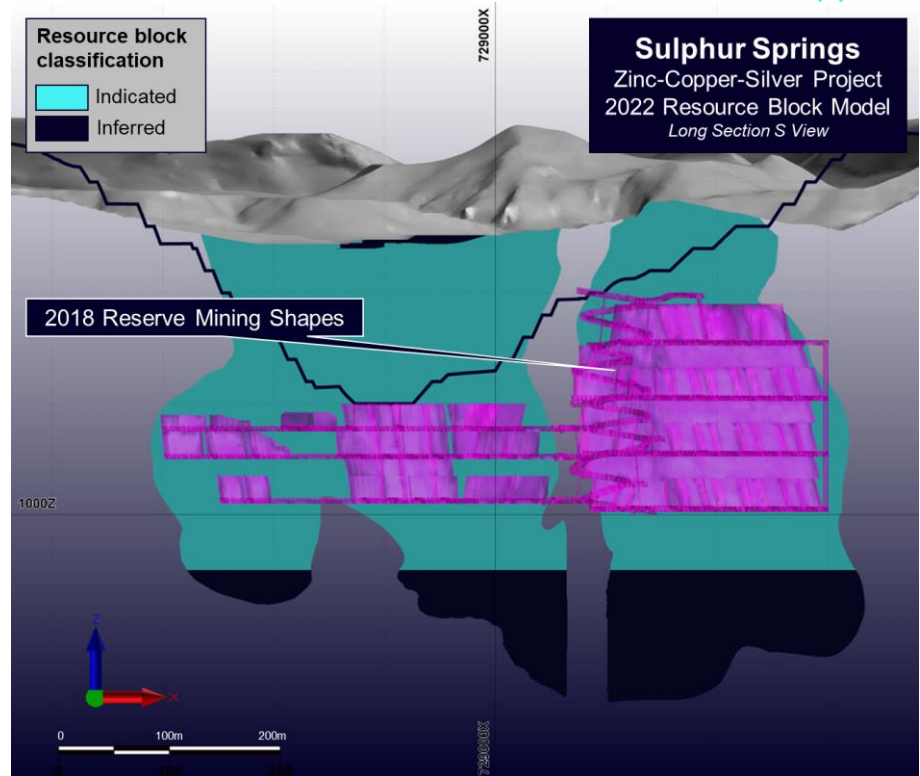 Resource block
classification
Indicated
Inferred
729000X
Sulphur Springs
Zinc-Copper-Silver Project
2022 Resource Block Model
Long Section S View
2018 Reserve Mining Shapes
1000Z
Z
X
729000X
0 100m 200m